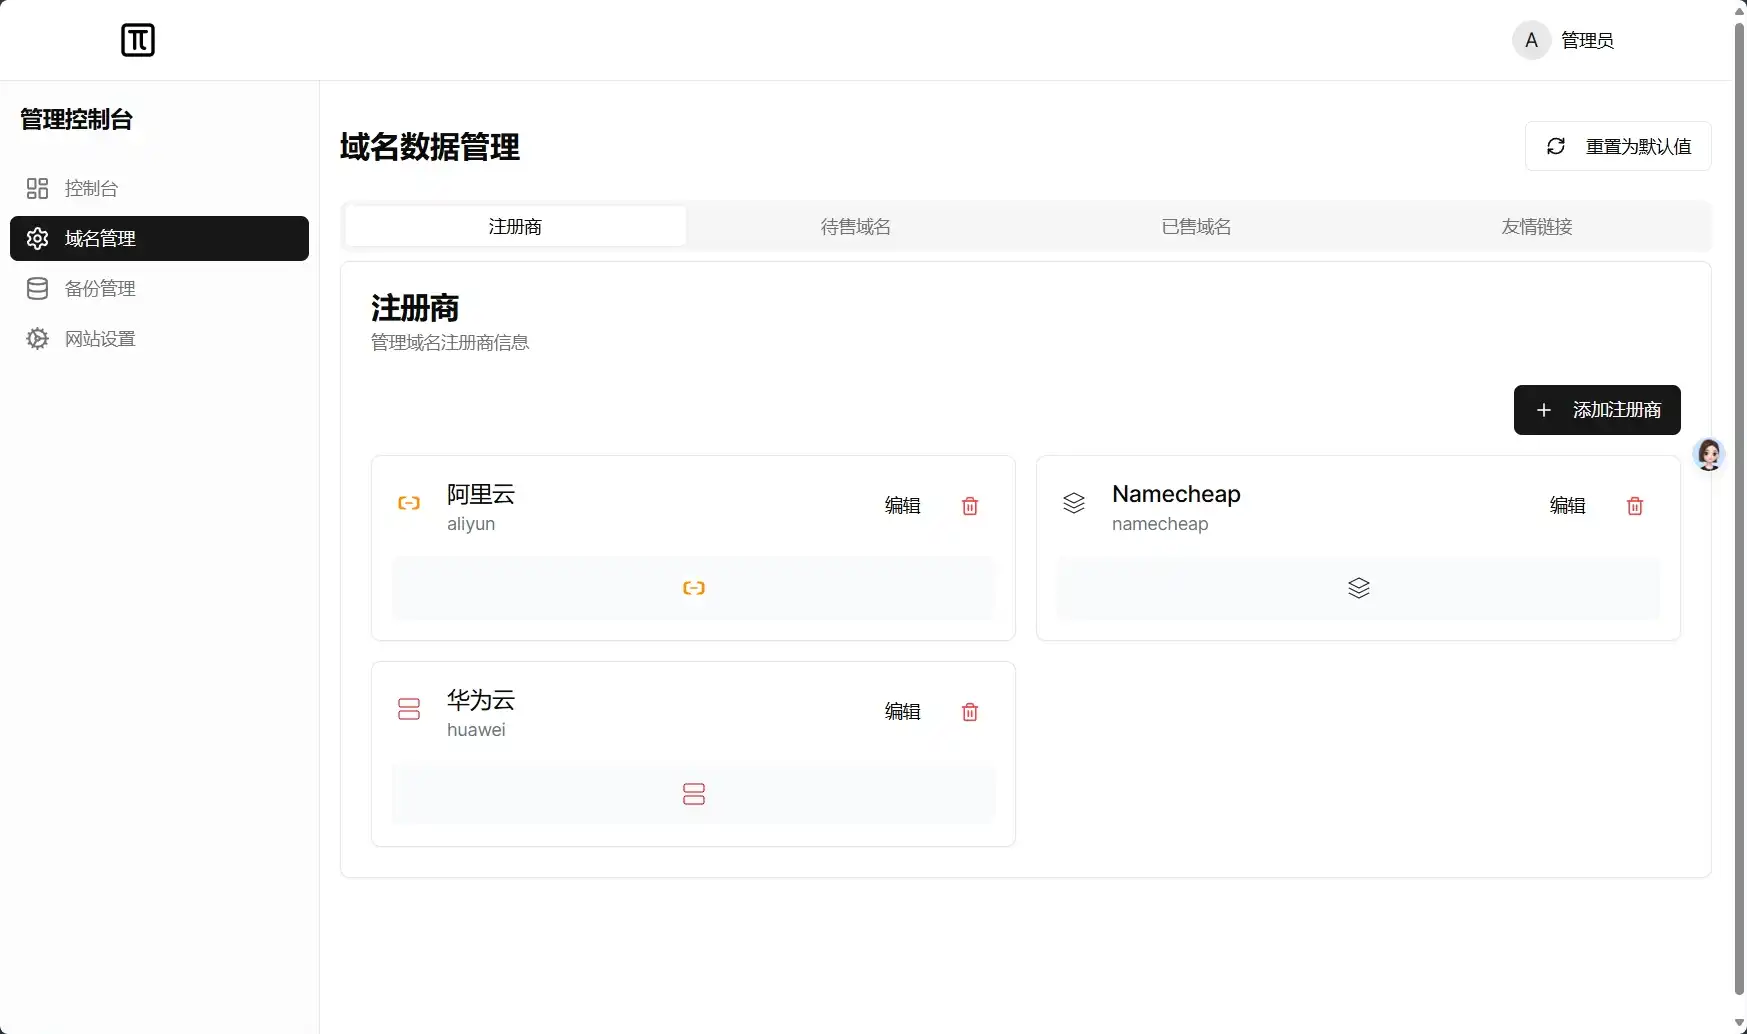 A 管理员
管理控制台
控制台
域名管理
备份管理
网站设置
域名数据管理
重置为默认值
注册商
待售域名
已售域名
友情链接
注册商
管理域名注册商信息
添加注册商
阿里云
aliyun
编辑
Namecheap
namecheap
编辑
华为云
huawei
编辑